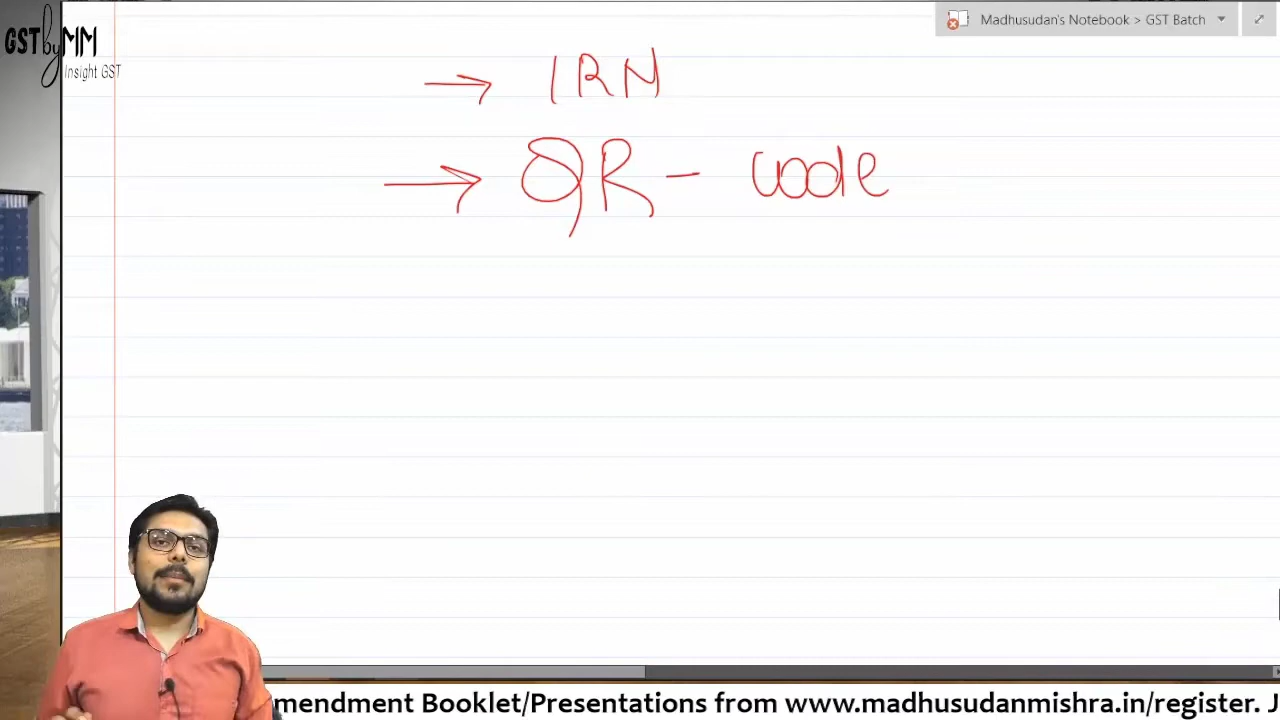 GST by MM
Insight GST
Madhusudan's Notebook > GST Batch
→ IRN
→ QR - code
mendment Booklet/Presentations from www.madhusudanmishra.in/register. J